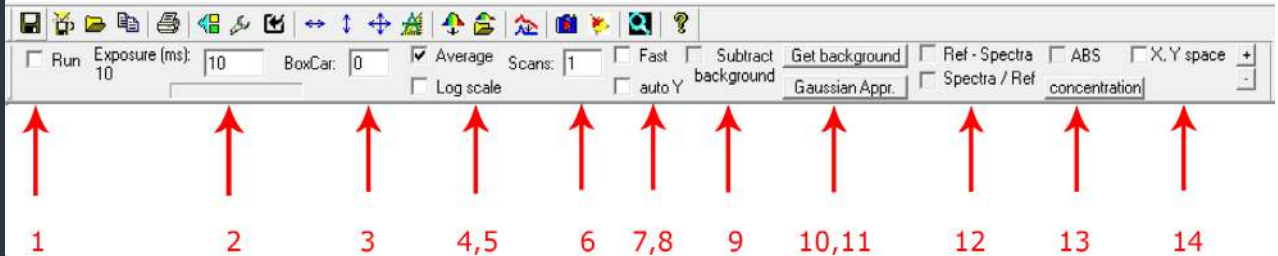 Run Exposure (ms): 10 BoxCar: 0 Average Scans: 1 Fast Subtract Get background Ref - Spectra ABS X, Y space +
10 Log scale auto Y background Gaussian Appr. Spectra / Ref concentration -
1 2 3 4,5 6 7,8 9 10,11 12 13 14